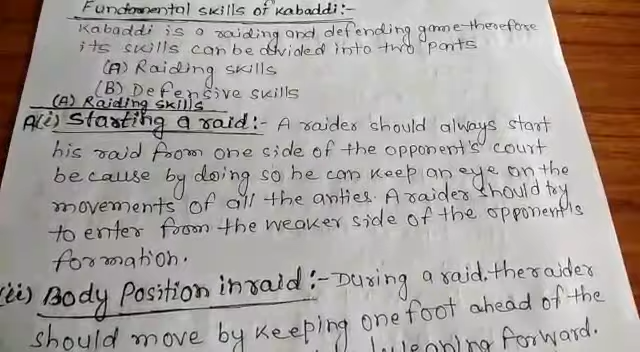 Fundamental skills of Kabaddi:-
Kabaddi is a raiding and defending game therefore
its skills can be divided into two parts
(A) Raiding skills
(B) Defensive skills
(A) Raiding skills
A(i) Starting a raid:- A raider should always start
his raid from one side of the opponent's court
because by doing so he can keep an eye on the
movements of all the anties. A raider should try
to enter from the weaker side of the opponent's
formation.
(ii) Body Position in raid:- During a raid, the raider
should move by keeping one foot ahead of the
by leaning forward.